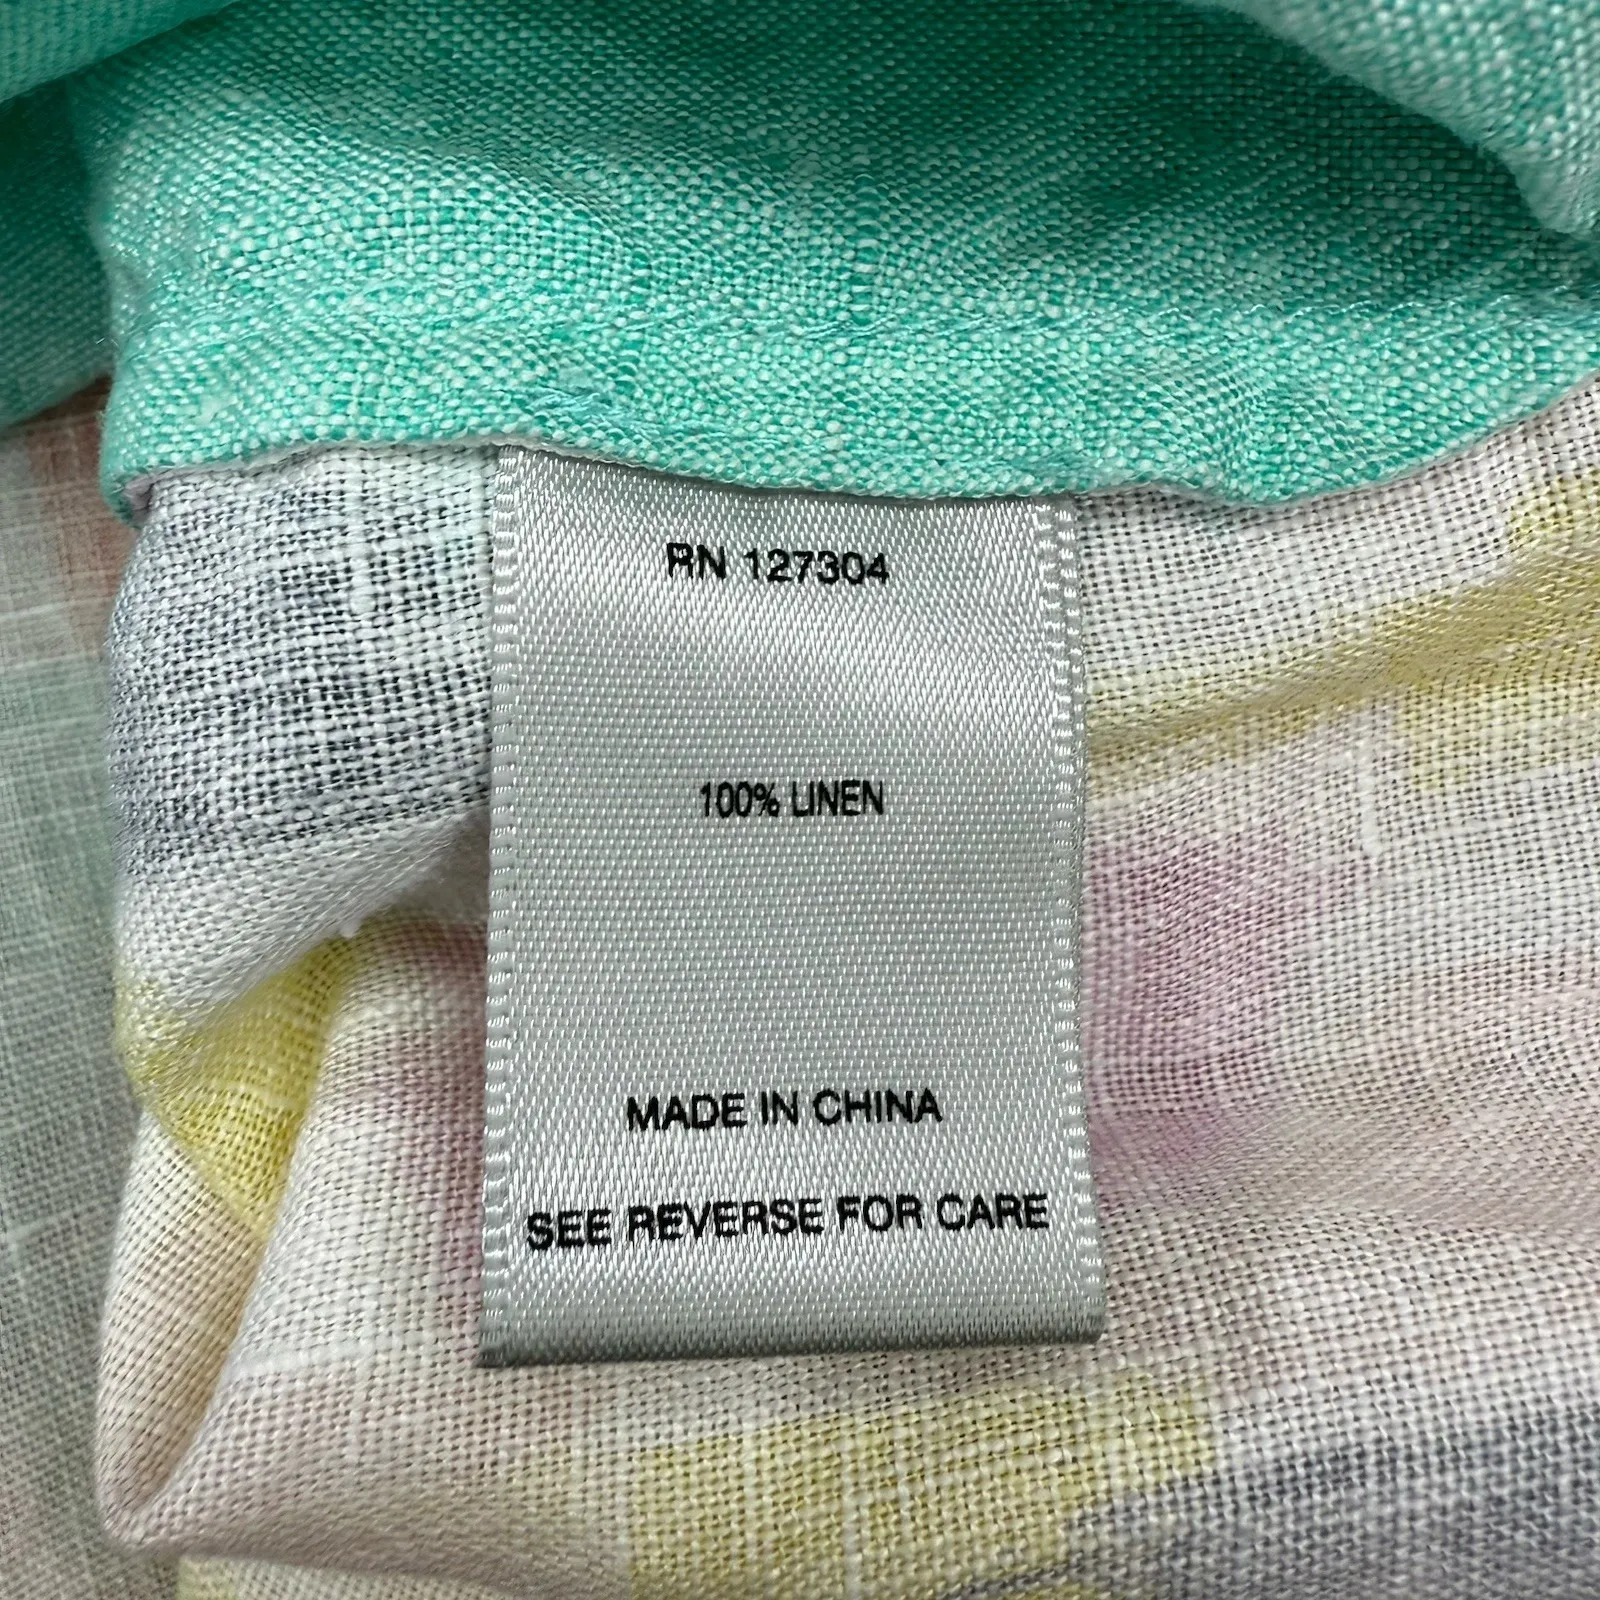 RN 127304
100% LINEN
MADE IN CHINA
SEE REVERSE FOR CARE